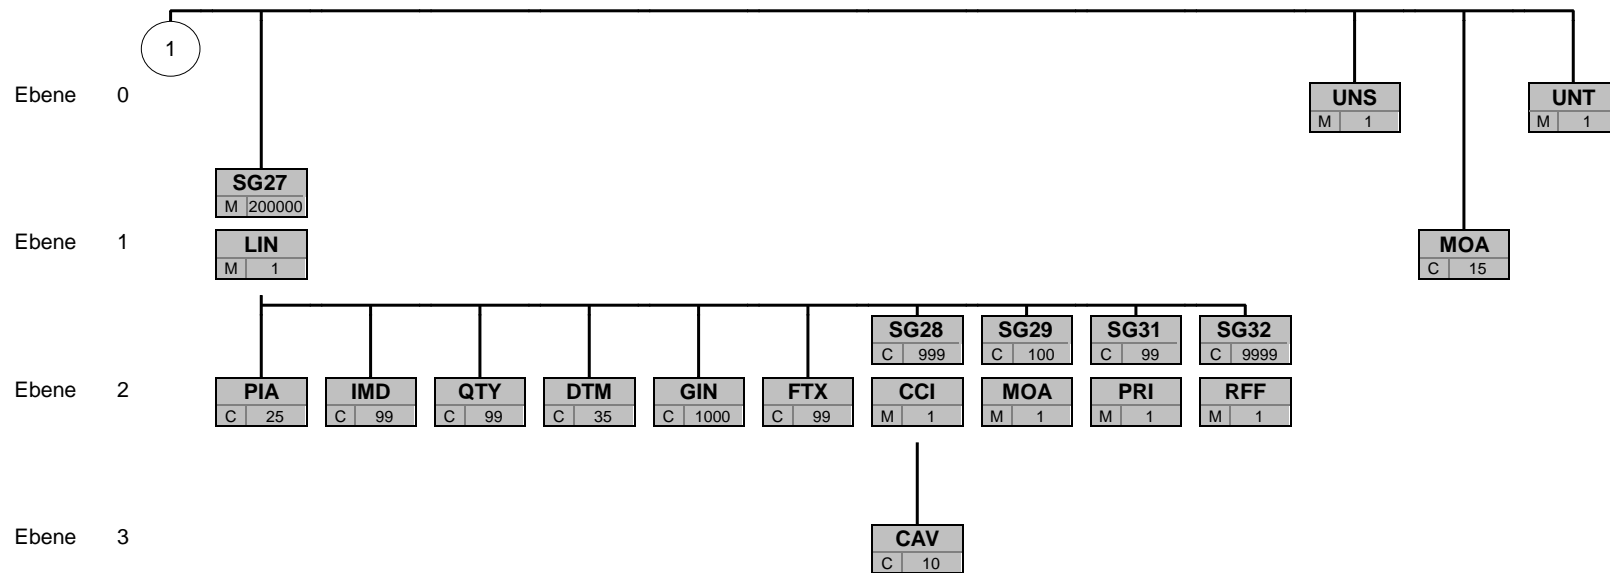 1
Ebene 0
UNS UNT
M 1 M 1
SG27
M 200000
Ebene 1
LIN MOA
M 1 C 15
SG28 SG29 SG31 SG32
C 999 C 100 C 99 C 9999
Ebene 2
PIA IMD QTY DTM GIN FTX CCI MOA PRI RFF
C 25 C 99 C 99 C 35 C 1000 C 99 M 1 M 1 M 1 M 1
Ebene 3
CAV
C 10